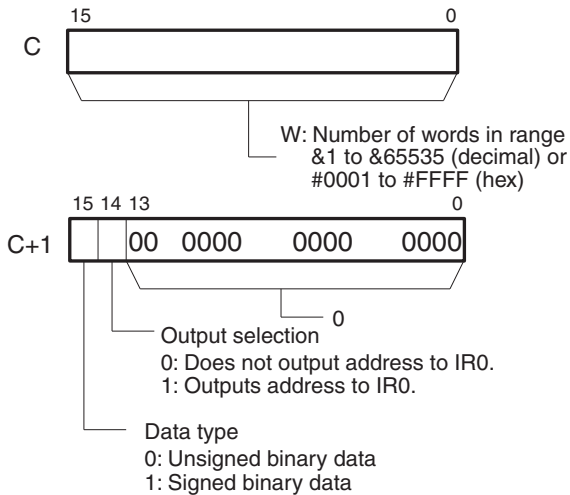 15 0
C
W: Number of words in range
&1 to &65535 (decimal) or
#0001 to #FFFF (hex)
15 14 13 0
C+1 00 0000 0000 0000
0
Output selection
0: Does not output address to IR0.
1: Outputs address to IR0.
Data type
0: Unsigned binary data
1: Signed binary data